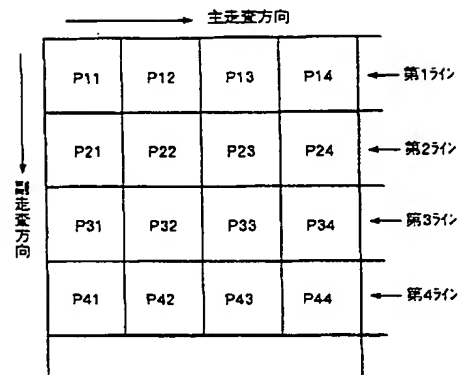 主走査方向
P11 P12 P13 P14 第1ライン
P21 P22 P23 P24 第2ライン
P31 P32 P33 P34 第3ライン
P41 P42 P43 P44 第4ライン
副走査方向